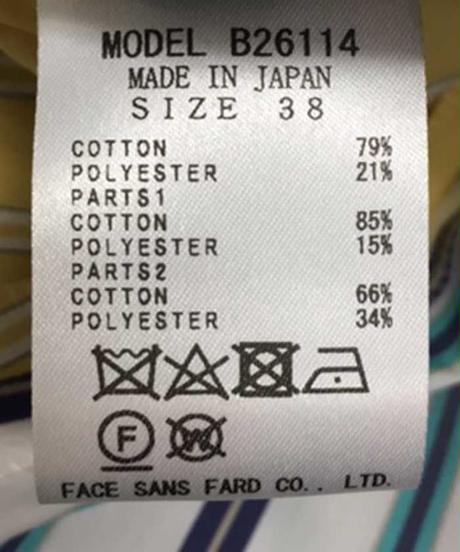 MODEL B26114
MADE IN JAPAN
SIZE 38
COTTON 79%
POLYESTER 21%
PARTS1
COTTON 85%
POLYESTER 15%
PARTS2
COTTON 66%
POLYESTER 34%
F W
FACE SANS FARD CO.. LTD.